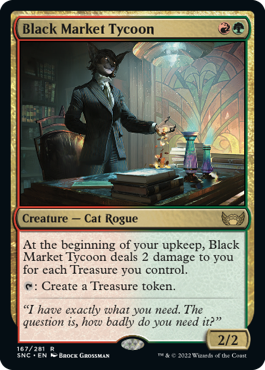 Black Market Tycoon
Creature — Cat Rogue
At the beginning of your upkeep, Black
Market Tycoon deals 2 damage to you
for each Treasure you control.
: Create a Treasure token.
“I have exactly what you need. The
question is, how badly do you need it?”
2/2
167/281 R
SNC • EN Brock Grossman
™ & © 2022 Wizards of the Coast